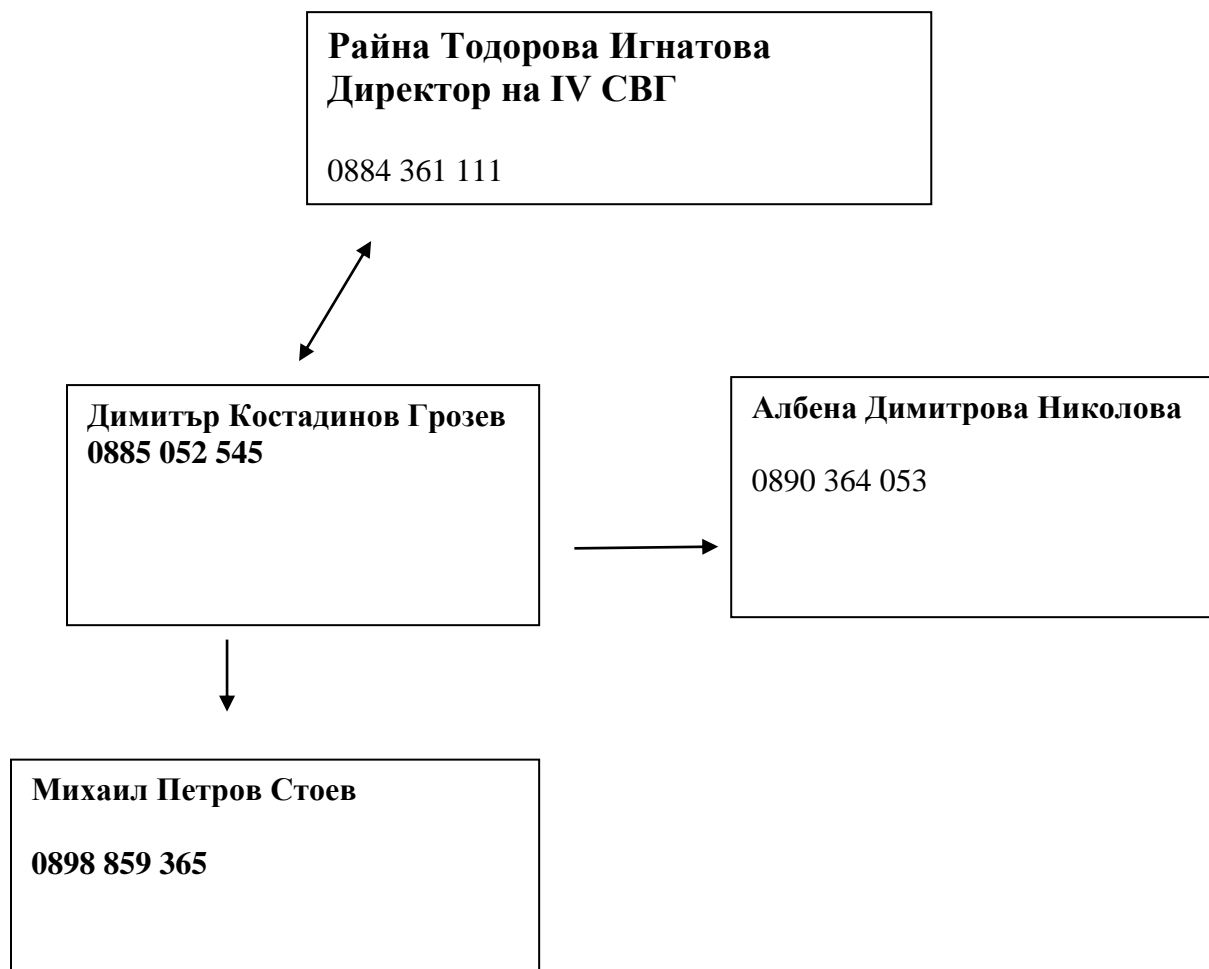 Райна Тодорова Игнатова
Директор на IV СВГ
0884 361 111
Димитър Костадинов Грозев
0885 052 545
Албена Димитрова Николова
0890 364 053
Михаил Петров Стоев
0898 859 365